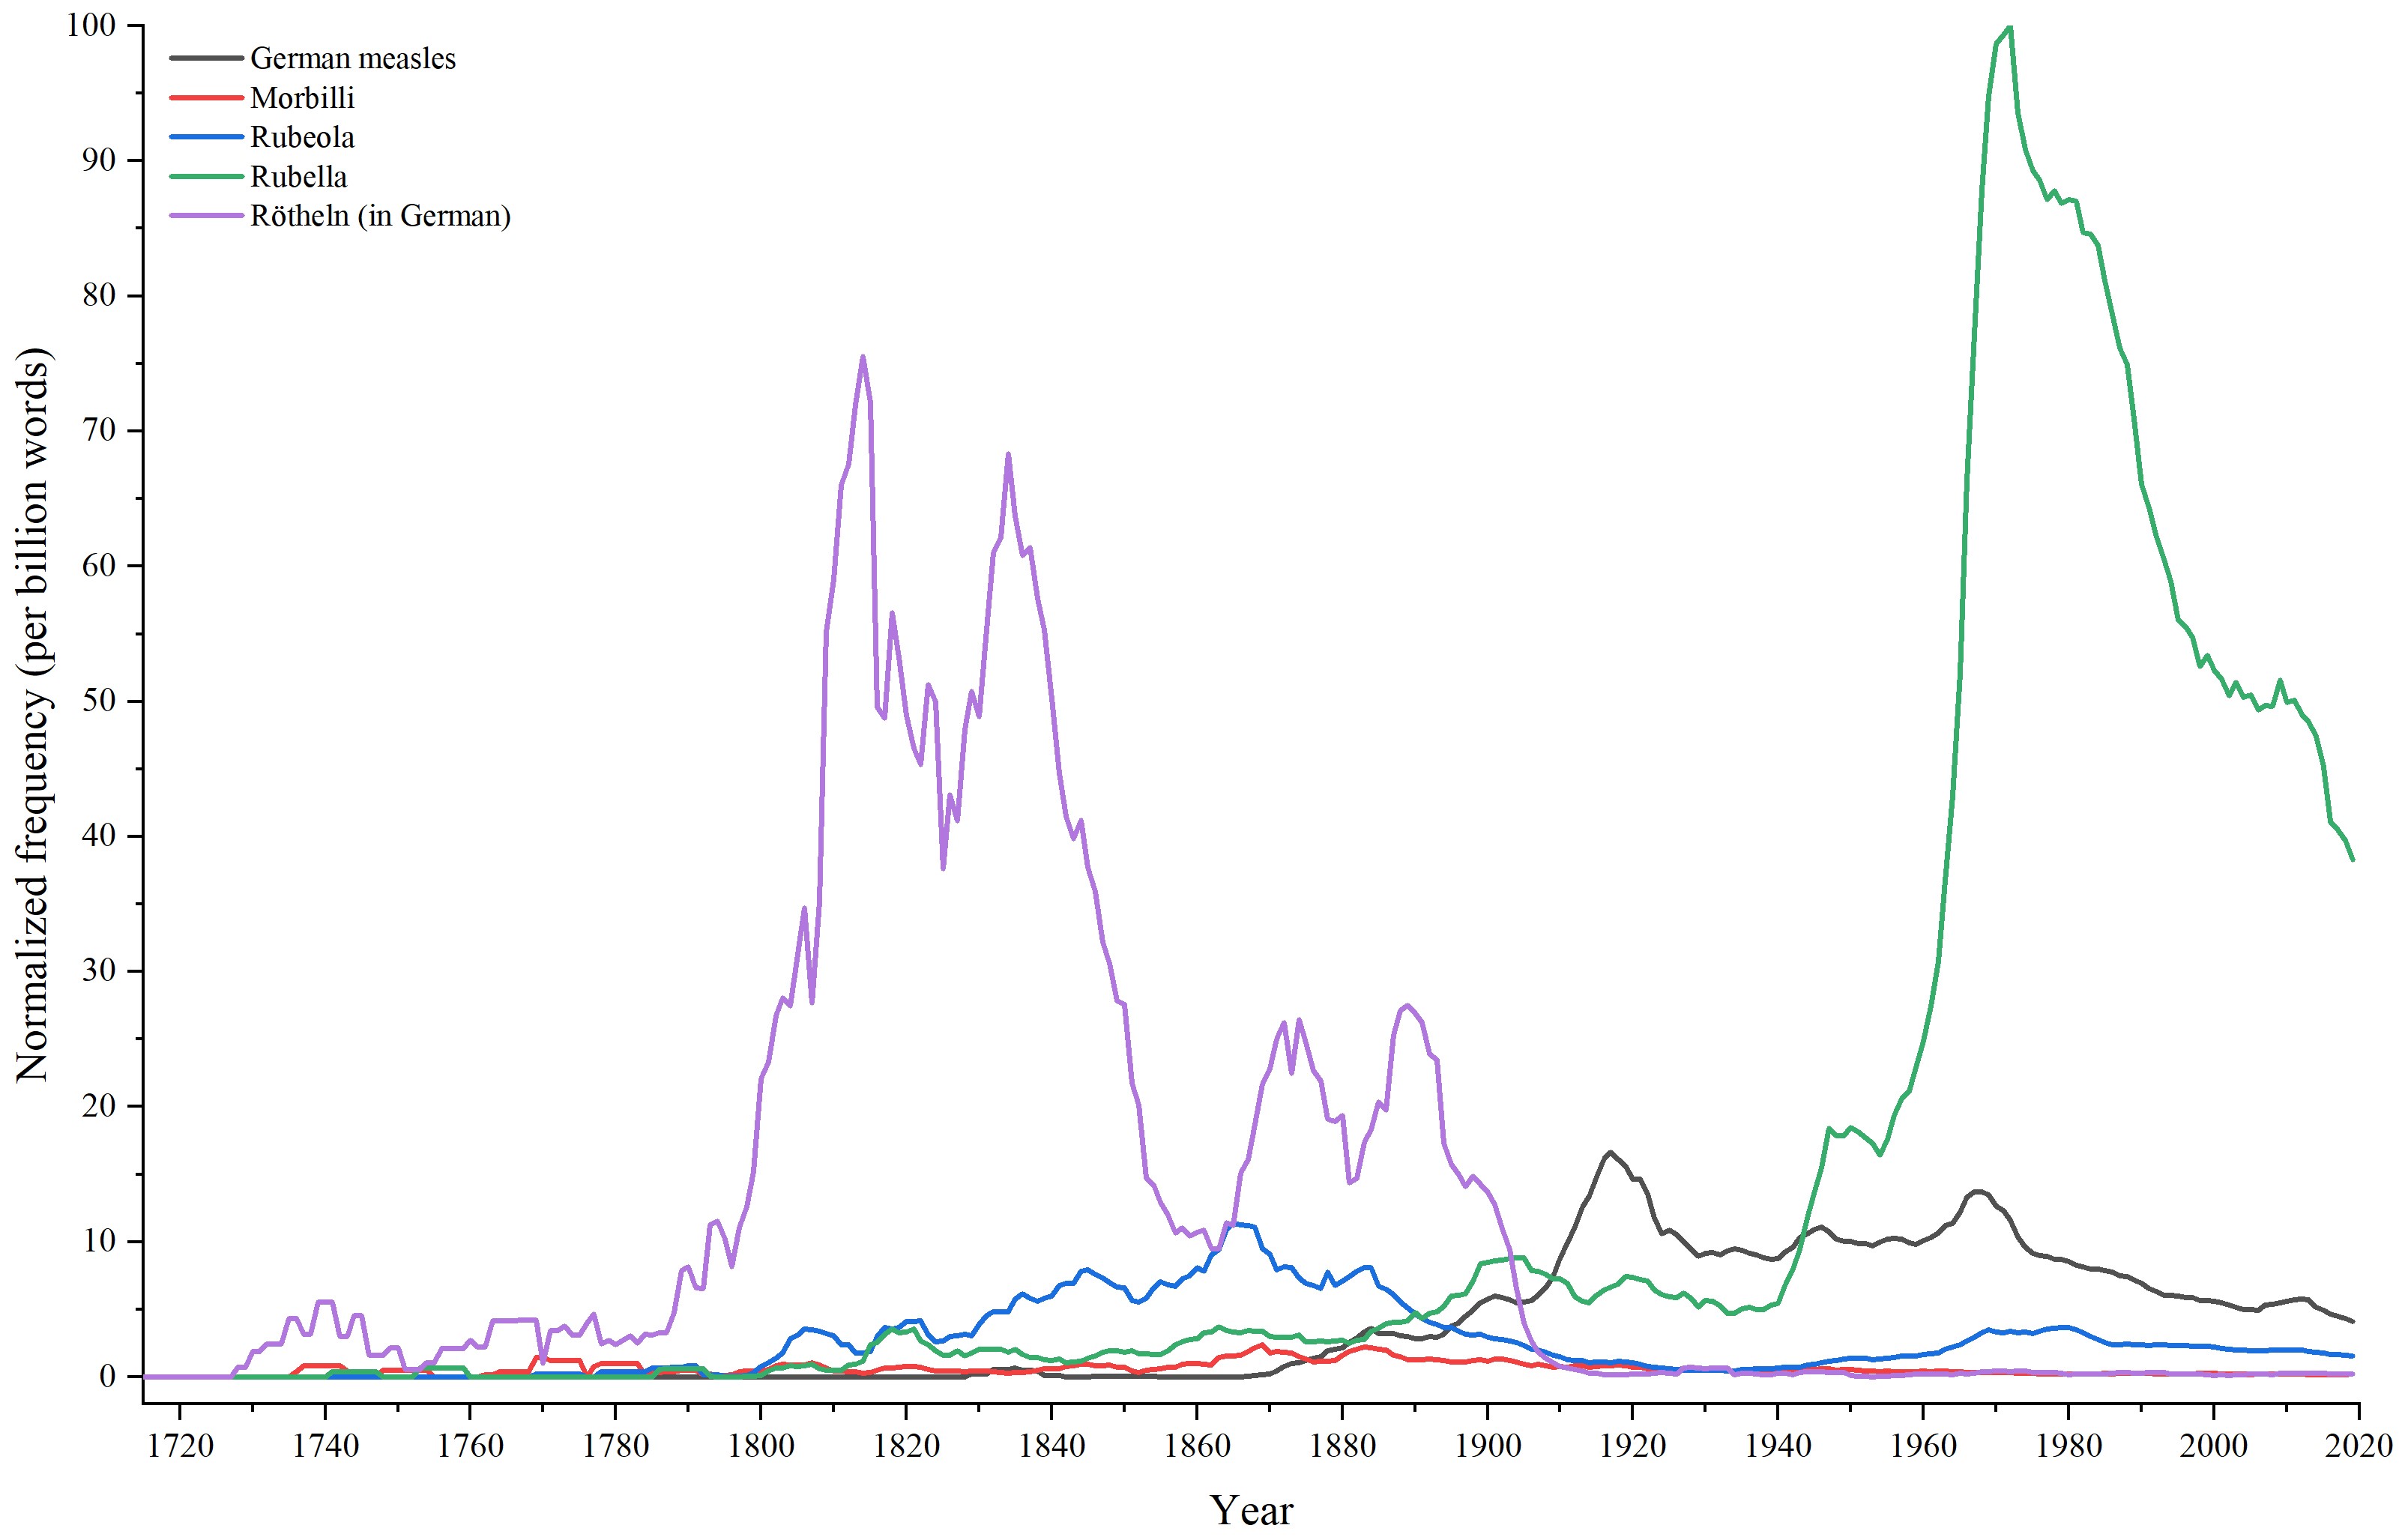 100
90
80
70
60
50
40
30
20
10
0
Normalized frequency (per billion words)
German measles
Morbilli
Rubeola
Rubella
Rötheln (in German)
1720 1740 1760 1780 1800 1820 1840 1860 1880 1900 1920 1940 1960 1980 2000 2020
Year